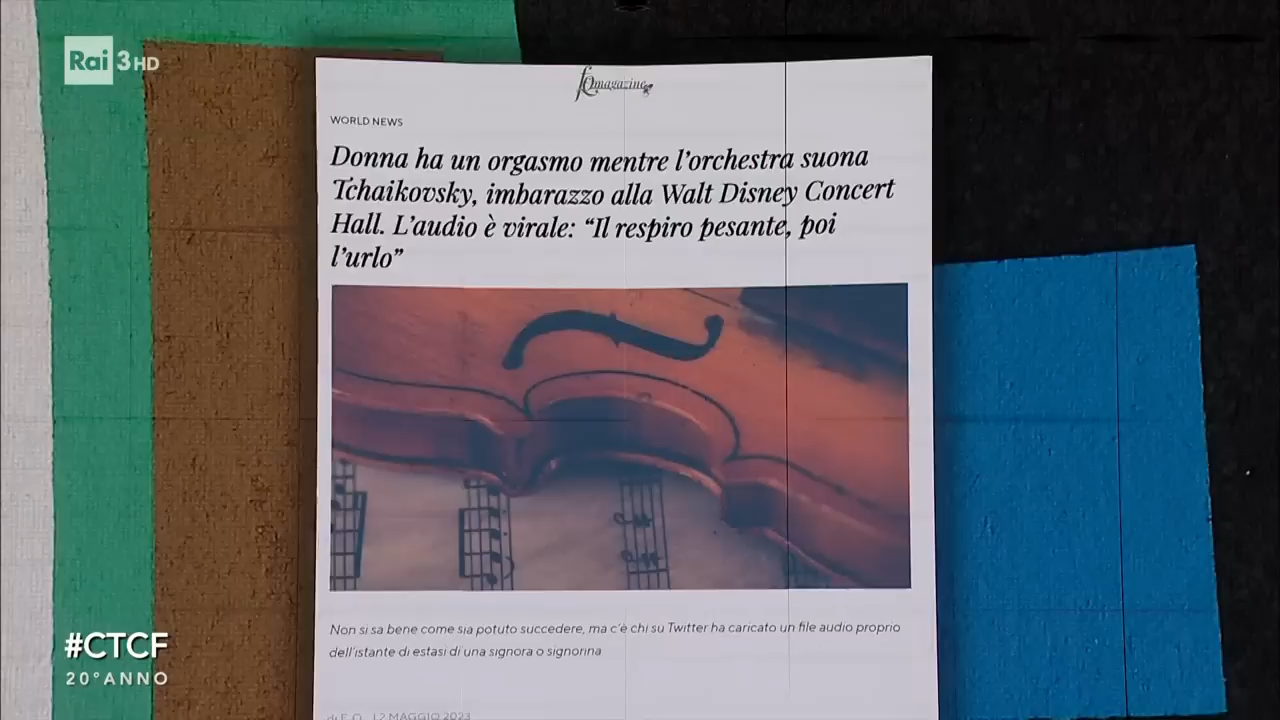 Rai 3HD
fQmagazine
WORLD NEWS
Donna ha un orgasmo mentre l’orchestra suona
Tchaikovsky, imbarazzo alla Walt Disney Concert
Hall. L’audio è virale: “Il respiro pesante, poi
l’urlo”
Non si sa bene come sia potuto succedere, ma c’è chi su Twitter ha caricato un file audio proprio
dell’istante di estasi di una signora o signorina
di F. Q. | 2 MAGGIO 2023
#CTCF
20°ANNO